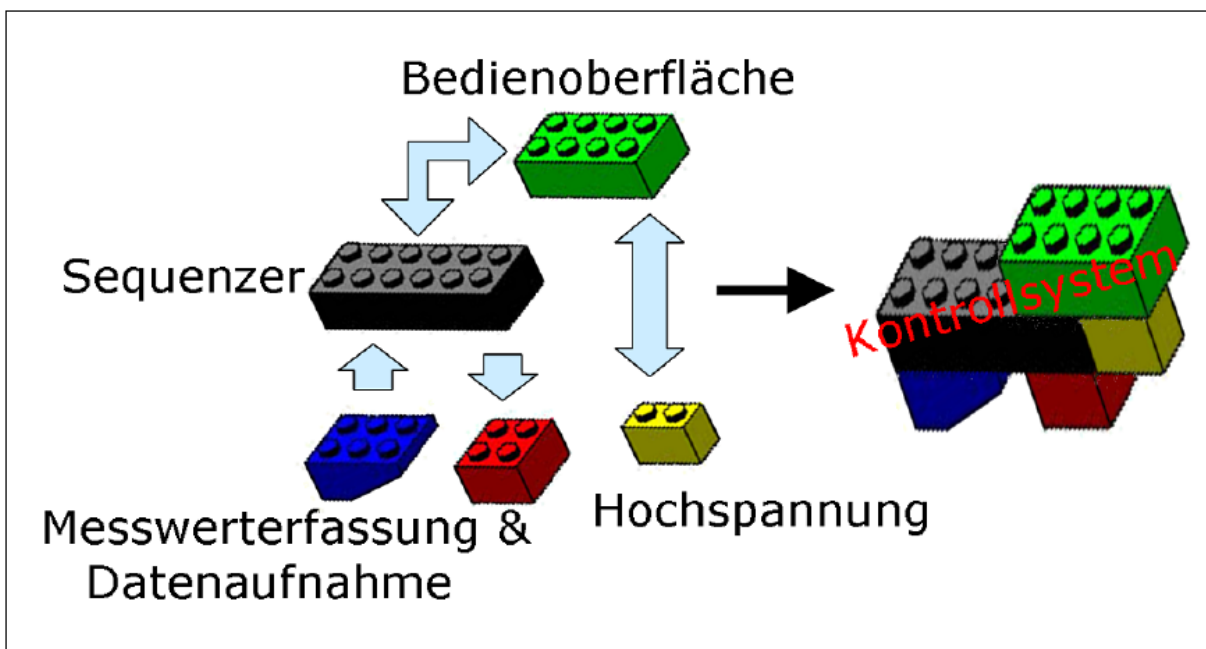 Bedienoberfläche
Sequenzer
Kontrollsystem
Messwerterfassung &
Datenaufnahme
Hochspannung